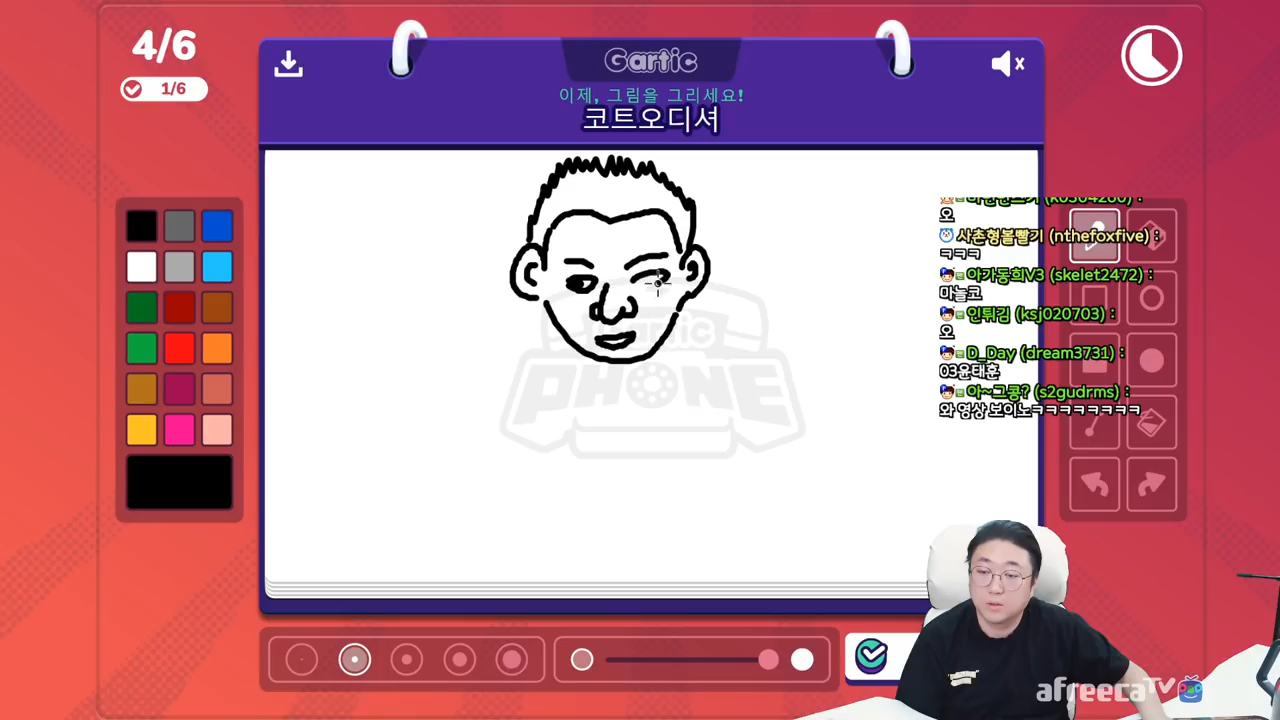 4/6
1/6
Gartic
이제, 그림을 그리세요!
코트오디셔
Gartic
PHONE
오
사촌형볼빨기 (nthefoxfive) :
ㅋㅋㅋ
아가동희V3 (skelet2472) :
마늘코
인튀김 (ksj020703) :
오
D_Day (dream3731) :
03윤태훈
아~그콩? (s2gudrms) :
와 영상 보이노ㅋㅋㅋㅋㅋㅋㅋㅋ
afreecaTV